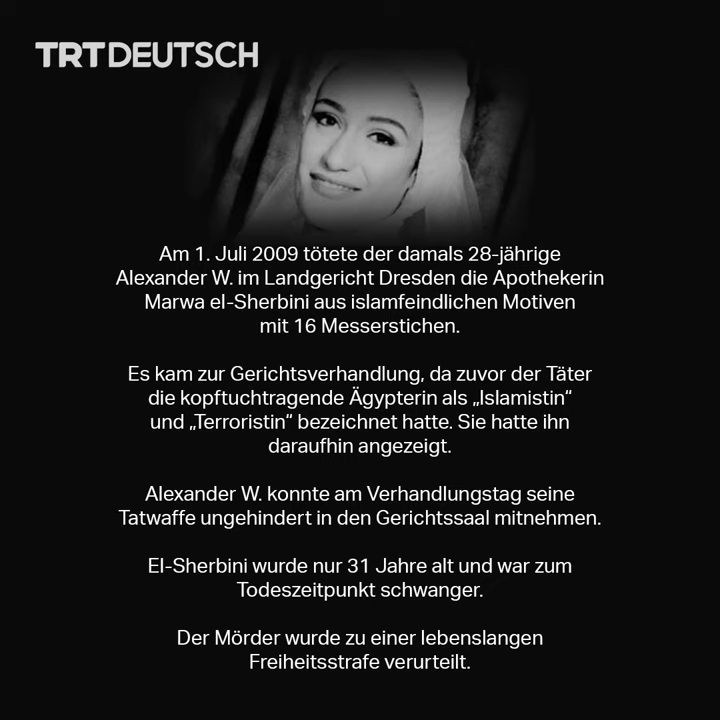 TRTDEUTSCH
Am 1. Juli 2009 tötete der damals 28-jährige
Alexander W. im Landgericht Dresden die Apothekerin
Marwa el-Sherbini aus islamfeindlichen Motiven
mit 16 Messerstichen.
Es kam zur Gerichtsverhandlung, da zuvor der Täter
die kopftuchtragende Ägypterin als „Islamistin“
und „Terroristin“ bezeichnet hatte. Sie hatte ihn
daraufhin angezeigt.
Alexander W. konnte am Verhandlungstag seine
Tatwaffe ungehindert in den Gerichtssaal mitnehmen.
El-Sherbini wurde nur 31 Jahre alt und war zum
Todeszeitpunkt schwanger.
Der Mörder wurde zu einer lebenslangen
Freiheitsstrafe verurteilt.